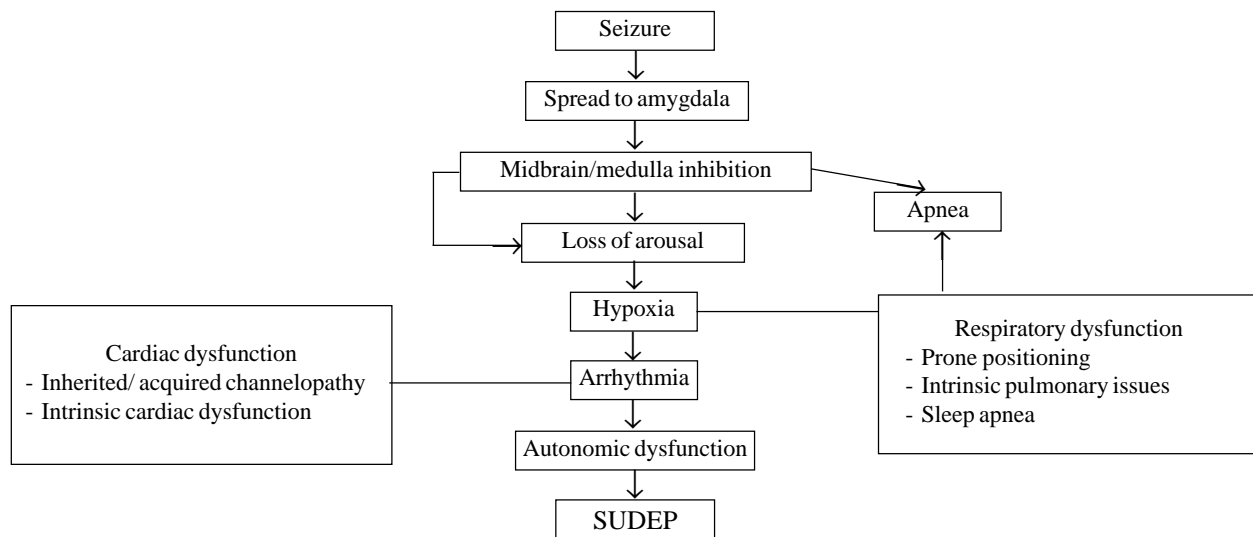 Seizure
Spread to amygdala
Midbrain/medulla inhibition
Apnea
Loss of arousal
Hypoxia
Cardiac dysfunction
- Inherited/ acquired channelopathy
- Intrinsic cardiac dysfunction
Respiratory dysfunction
- Prone positioning
- Intrinsic pulmonary issues
- Sleep apnea
Arrhythmia
Autonomic dysfunction
SUDEP